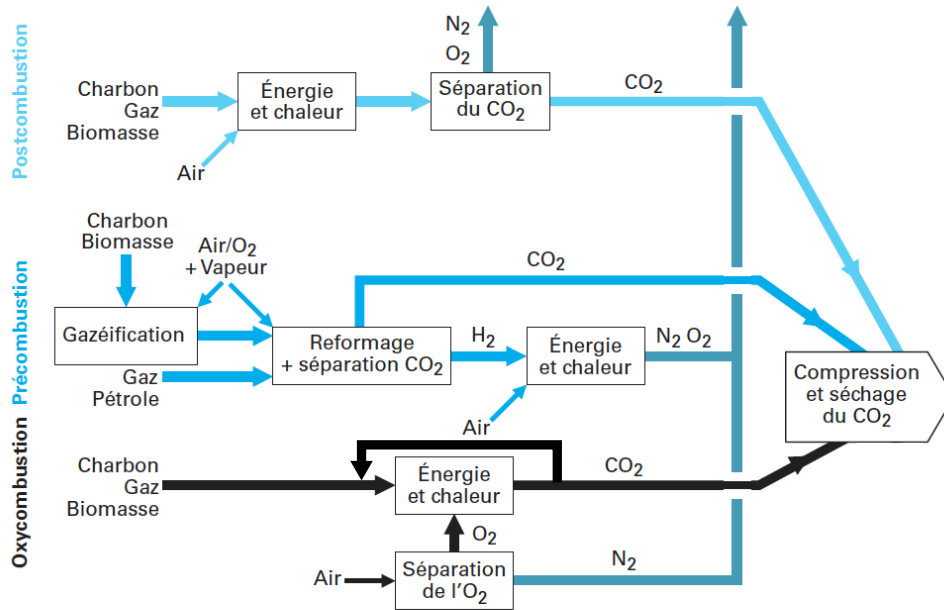 Postcombustion
N2
O2
Charbon
Gaz
Biomasse
Énergie
et chaleur
Séparation
du CO2
CO2
Air
Précombustion
Charbon
Biomasse
Air/O2
+ Vapeur
CO2
Gazéification
Reformage
+ séparation CO2
H2
Énergie
et chaleur
N2 O2
Gaz
Pétrole
Air
Compression
et séchage
du CO2
Oxycombustion
Charbon
Gaz
Biomasse
Énergie
et chaleur
CO2
O2
Air
Séparation
de l'O2
N2